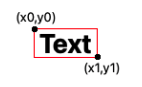 (x0,y0)
Text
(x1,y1)